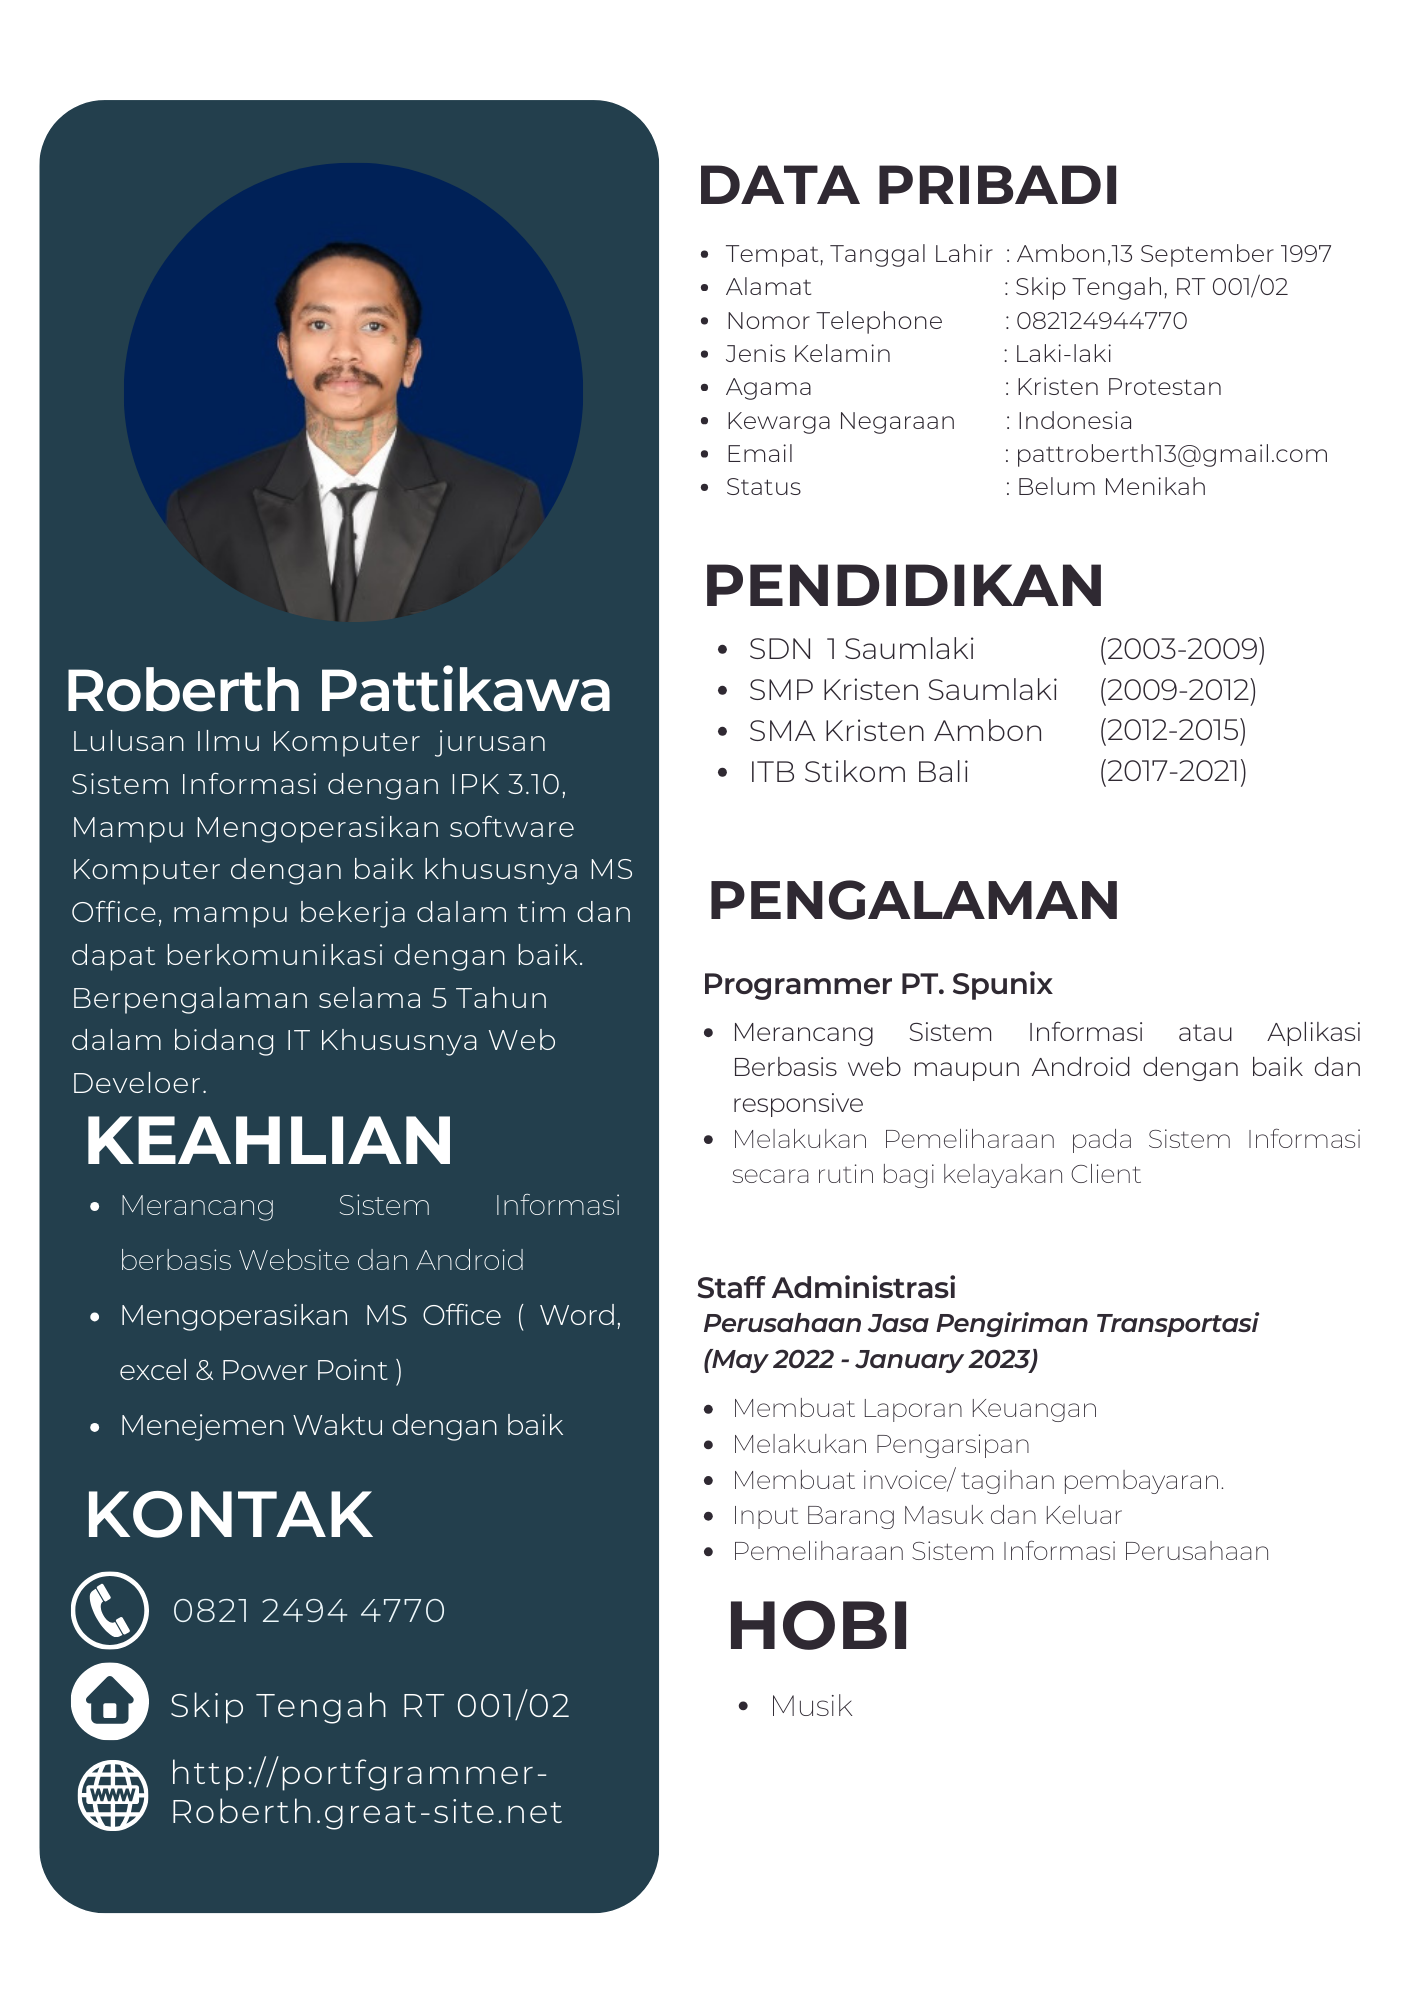 Roberth Pattikawa
Lulusan Ilmu Komputer jurusan
Sistem Informasi dengan IPK 3.10,
Mampu Mengoperasikan software
Komputer dengan baik khususnya MS
Office, mampu bekerja dalam tim dan
dapat berkomunikasi dengan baik.
Berpengalaman selama 5 Tahun
dalam bidang IT Khususnya Web
Develoer.
KEAHLIAN
• Merancang Sistem Informasi
berbasis Website dan Android
• Mengoperasikan MS Office ( Word,
excel & Power Point )
• Menejemen Waktu dengan baik
KONTAK
0821 2494 4770
Skip Tengah RT 001/02
WWW
http://portfgrammer-
Roberth.great-site.net
DATA PRIBADI
• Tempat, Tanggal Lahir : Ambon,13 September 1997
• Alamat : Skip Tengah, RT 001/02
• Nomor Telephone : 082124944770
• Jenis Kelamin : Laki-laki
• Agama : Kristen Protestan
• Kewarga Negaraan : Indonesia
• Email : pattroberth13@gmail.com
• Status : Belum Menikah
PENDIDIKAN
• SDN 1 Saumlaki (2003-2009)
• SMP Kristen Saumlaki (2009-2012)
• SMA Kristen Ambon (2012-2015)
• ITB Stikom Bali (2017-2021)
PENGALAMAN
Programmer PT. Spunix
• Merancang Sistem Informasi atau Aplikasi
Berbasis web maupun Android dengan baik dan
responsive
• Melakukan Pemeliharaan pada Sistem Informasi
secara rutin bagi kelayakan Client
Staff Administrasi
Perusahaan Jasa Pengiriman Transportasi
(May 2022 - January 2023)
• Membuat Laporan Keuangan
• Melakukan Pengarsipan
• Membuat invoice/ tagihan pembayaran.
• Input Barang Masuk dan Keluar
• Pemeliharaan Sistem Informasi Perusahaan
HOBI
• Musik